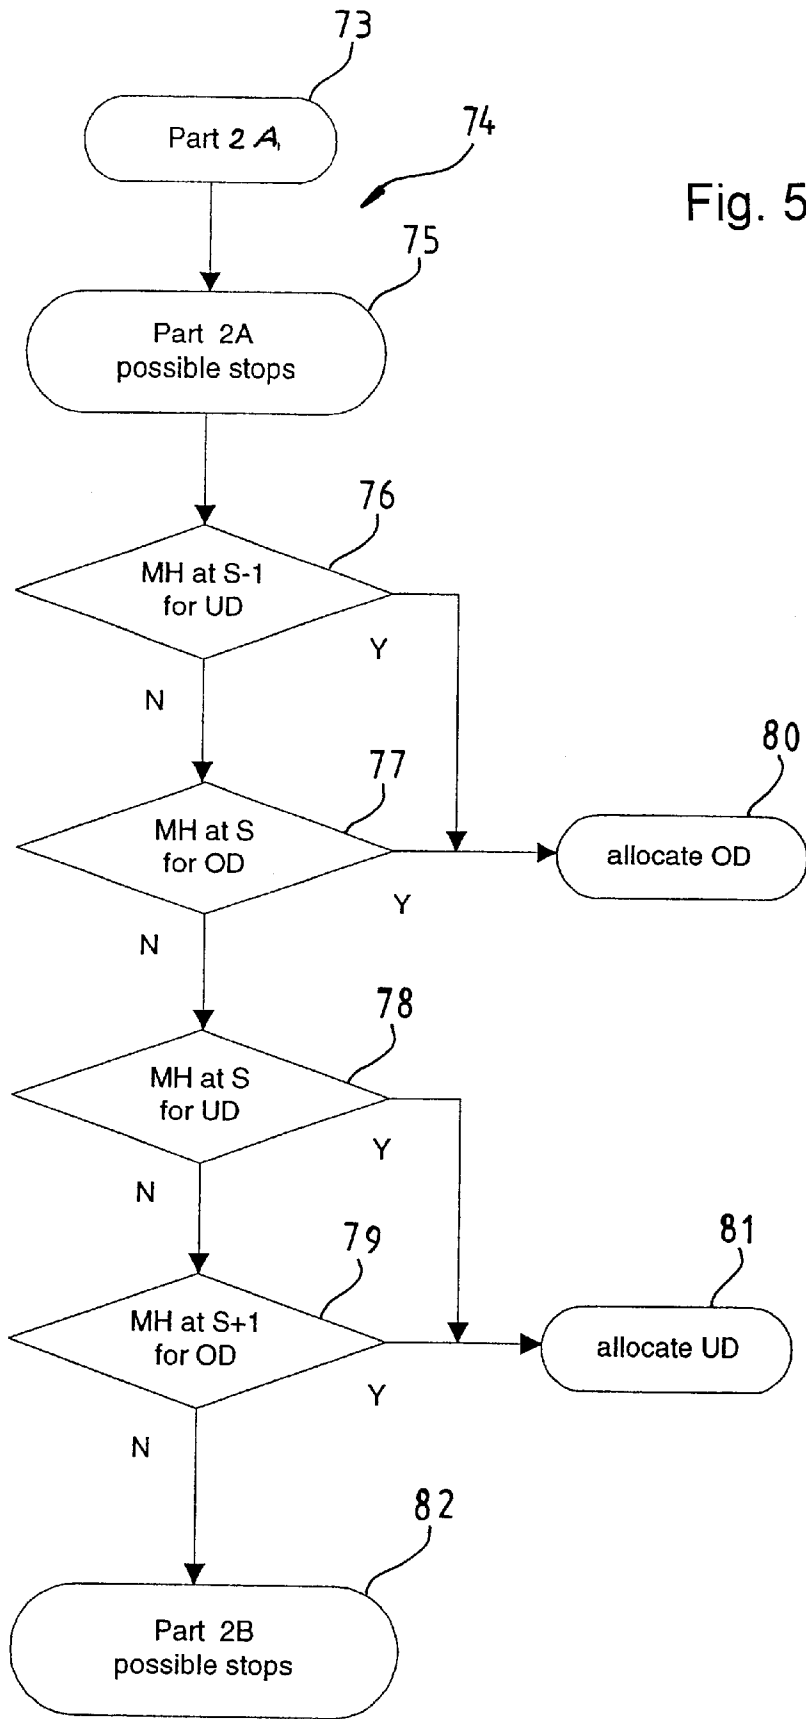 73
Part 2 A
74
Fig. 5
75
Part 2A
possible stops
76
MH at S-1
for UD
Y
N
77
80
MH at S
for OD
allocate OD
Y
N
78
MH at S
for UD
Y
N
79
81
MH at S+1
for OD
allocate UD
Y
N
82
Part 2B
possible stops